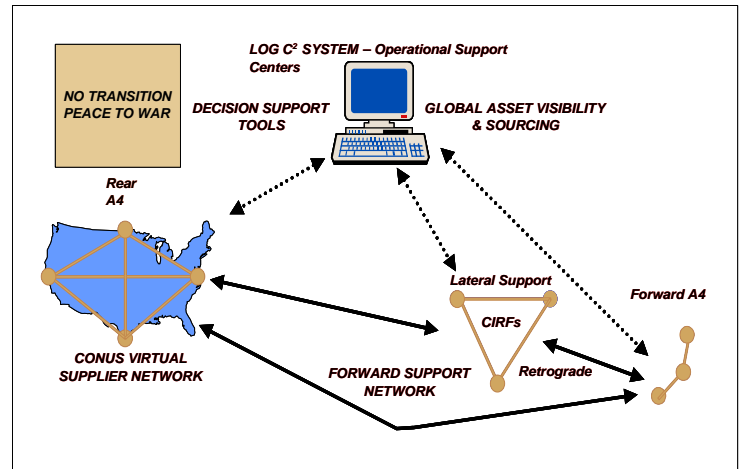 LOG C² SYSTEM – Operational Support
Centers
NO TRANSITION
PEACE TO WAR
DECISION SUPPORT
TOOLS
GLOBAL ASSET VISIBILITY
& SOURCING
Rear
A4
Lateral Support
CIRFs
Forward A4
CONUS VIRTUAL
SUPPLIER NETWORK
FORWARD SUPPORT
NETWORK
Retrograde